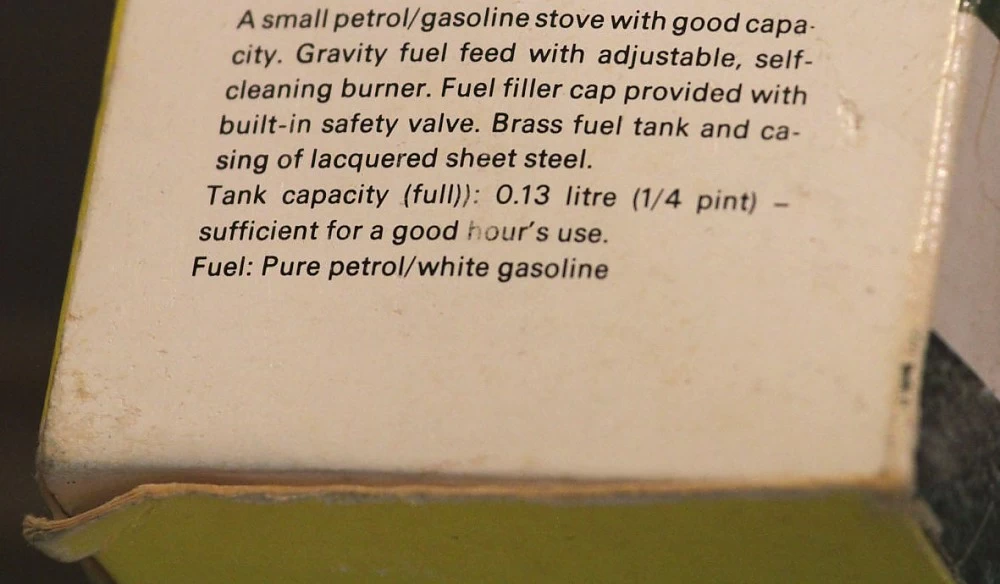 A small petrol/gasoline stove with good capa-
city. Gravity fuel feed with adjustable, self-
cleaning burner. Fuel filler cap provided with
built-in safety valve. Brass fuel tank and ca-
sing of lacquered sheet steel.
Tank capacity (full)): 0.13 litre (1/4 pint) –
sufficient for a good hour's use.
Fuel: Pure petrol/white gasoline